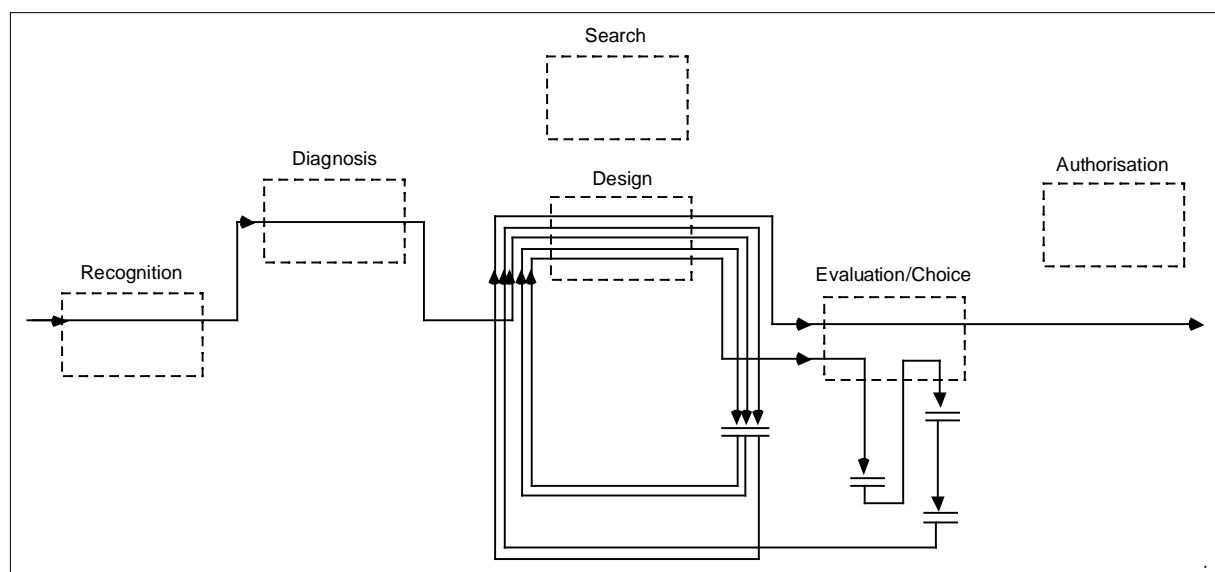 Search
Diagnosis
Design
Authorisation
Recognition
Evaluation/Choice